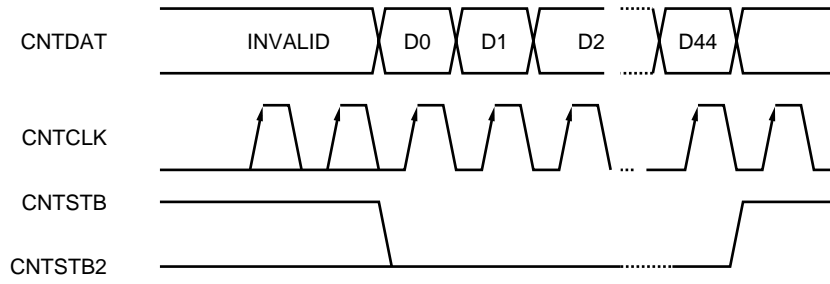 CNTDAT INVALID D0 D1 D2 D44
CNTCLK
CNTSTB
CNTSTB2